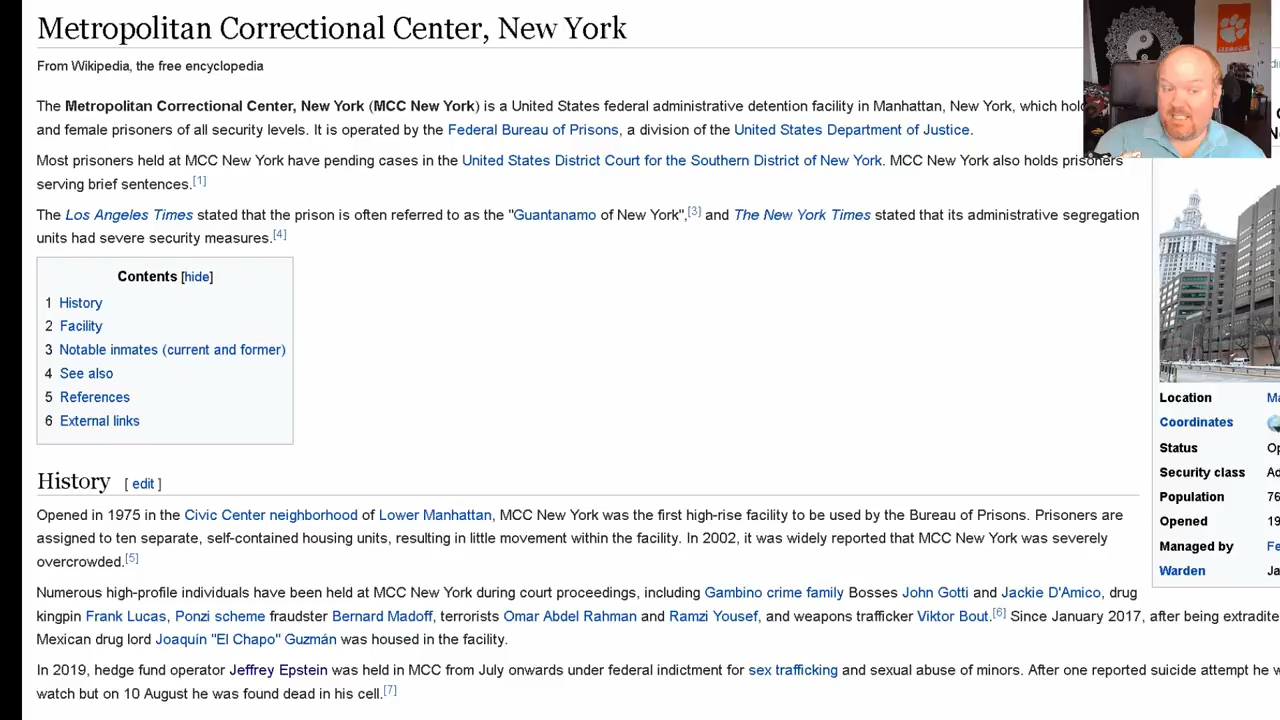 Metropolitan Correctional Center, New York
From Wikipedia, the free encyclopedia
The Metropolitan Correctional Center, New York (MCC New York) is a United States federal administrative detention facility in Manhattan, New York, which
and female prisoners of all security levels. It is operated by the Federal Bureau of Prisons, a division of the United States Department of Justice.
Most prisoners held at MCC New York have pending cases in the United States District Court for the Southern District of New York. MCC New York also holds prisoners
serving brief sentences.[1]
The Los Angeles Times stated that the prison is often referred to as the "Guantanamo of New York",[3] and The New York Times stated that its administrative segregation
units had severe security measures.[4]
Contents [hide]
1 History
2 Facility
3 Notable inmates (current and former)
4 See also
5 References
6 External links
CLEMSON
Location
Coordinates
Status
Security class
Population
Opened
Managed by
Warden
History [ edit ]
Opened in 1975 in the Civic Center neighborhood of Lower Manhattan, MCC New York was the first high-rise facility to be used by the Bureau of Prisons. Prisoners are
assigned to ten separate, self-contained housing units, resulting in little movement within the facility. In 2002, it was widely reported that MCC New York was severely
overcrowded.[5]
Numerous high-profile individuals have been held at MCC New York during court proceedings, including Gambino crime family Bosses John Gotti and Jackie D'Amico, drug
kingpin Frank Lucas, Ponzi scheme fraudster Bernard Madoff, terrorists Omar Abdel Rahman and Ramzi Yousef, and weapons trafficker Viktor Bout.[6] Since January 2017, after being extradite
Mexican drug lord Joaquín "El Chapo" Guzmán was housed in the facility.
In 2019, hedge fund operator Jeffrey Epstein was held in MCC from July onwards under federal indictment for sex trafficking and sexual abuse of minors. After one reported suicide attempt he
watch but on 10 August he was found dead in his cell.[7]